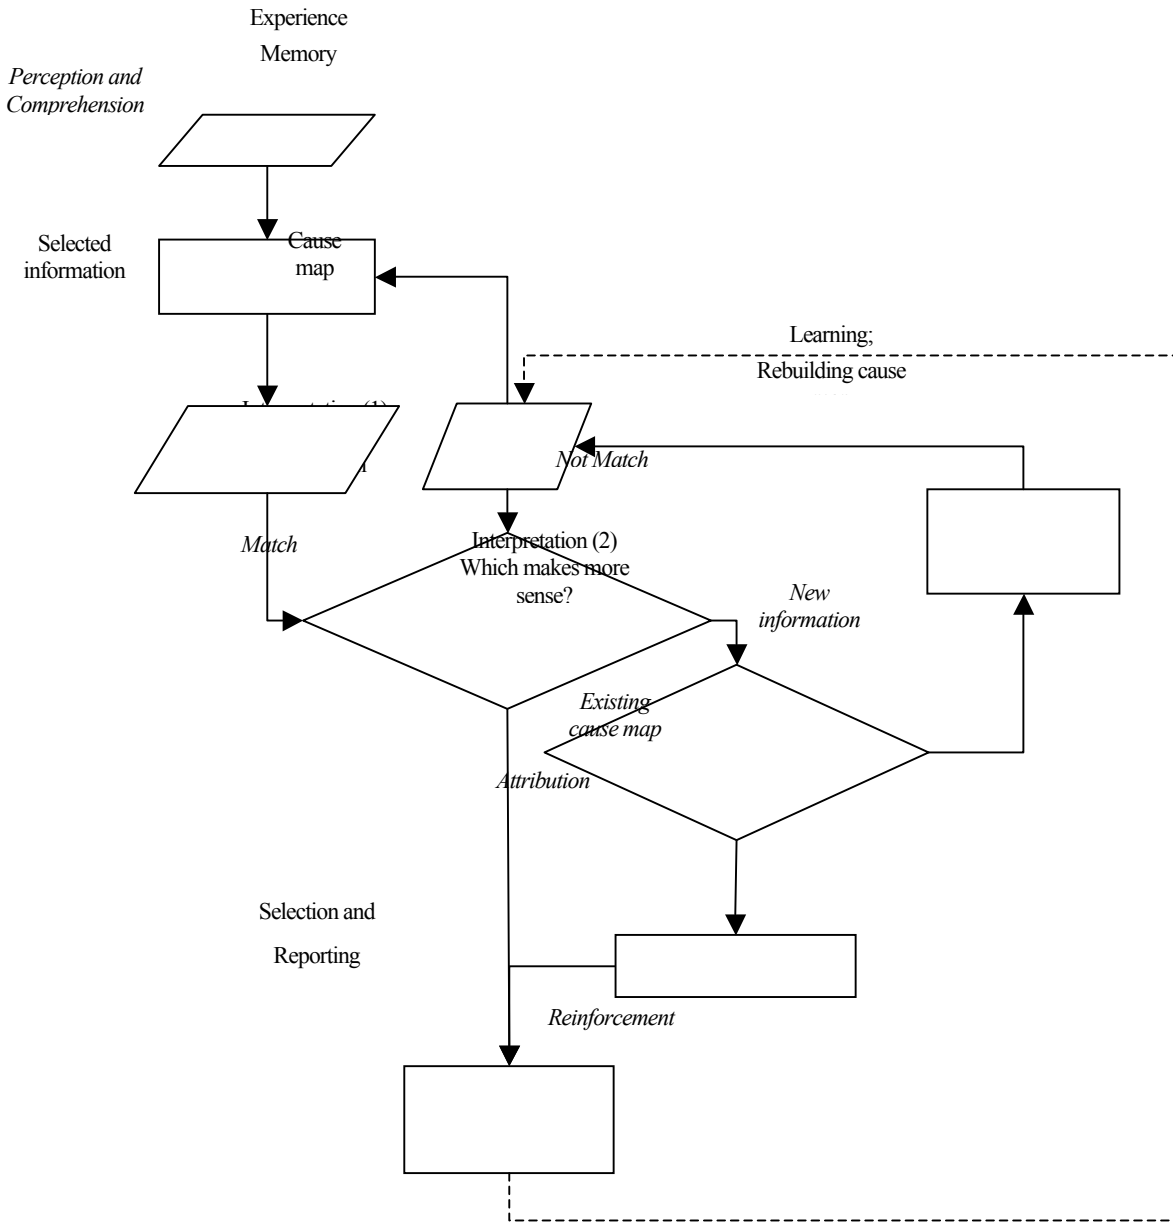 Experience
Memory
Perception and
Comprehension
Selected
information
Cause
map
Learning;
Rebuilding cause
Not Match
Match
Interpretation (2)
Which makes more
sense?
New
information
Existing
cause map
Attribution
Selection and
Reporting
Reinforcement